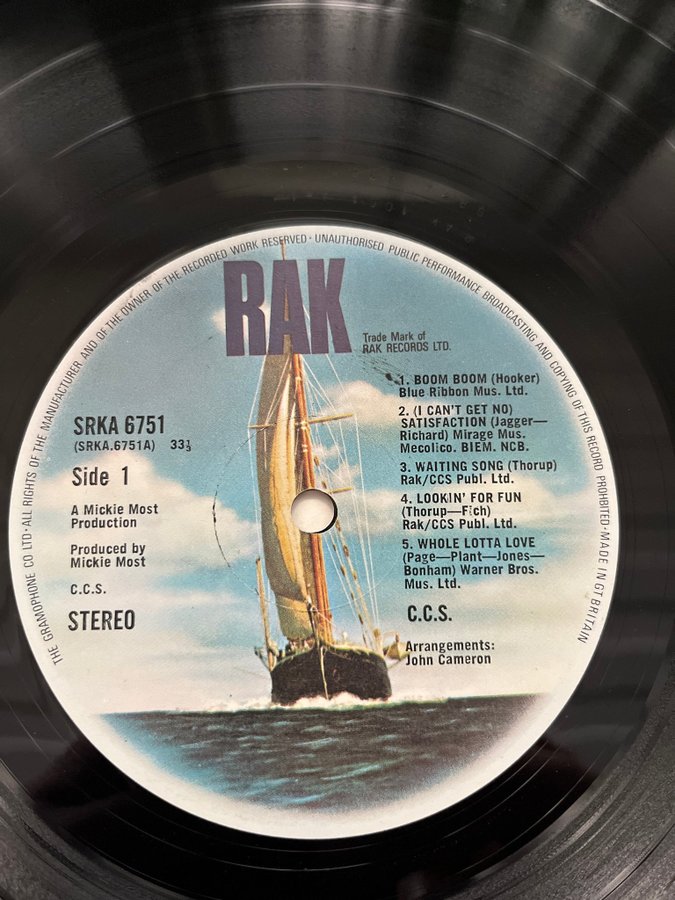 THE GRAMOPHONE CO LTD · ALL RIGHTS OF THE MANUFACTURER AND OF THE OWNER OF THE RECORDED WORK RESERVED · UNAUTHORISED PUBLIC PERFORMANCE BROADCASTING AND COPYING OF THIS RECORD PROHIBITED · MADE IN GT BRITAIN
RAK
Trade Mark of
RAK RECORDS LTD.
SRKA 6751
(SRKA.6751A) 33⅓
Side 1
A Mickie Most
Production
Produced by
Mickie Most
C.C.S.
STEREO
1. BOOM BOOM (Hooker)
Blue Ribbon Mus. Ltd.
2. (I CAN'T GET NO)
SATISFACTION (Jagger—
Richard) Mirage Mus.
Mecolico. BIEM. NCB.
3. WAITING SONG (Thorup)
Rak/CCS Publ. Ltd.
4. LOOKIN' FOR FUN
(Thorup—Fich)
Rak/CCS Publ. Ltd.
5. WHOLE LOTTA LOVE
(Page—Plant—Jones—
Bonham) Warner Bros.
Mus. Ltd.
C.C.S.
Arrangements:
John Cameron